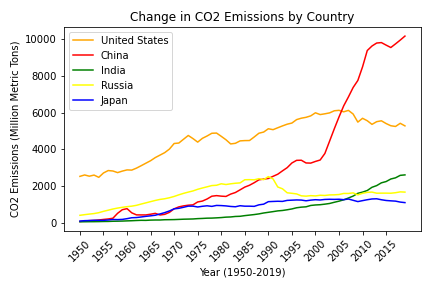 Change in CO2 Emissions by Country
CO2 Emissions (Million Metric Tons)
10000
8000
6000
4000
2000
0
United States
China
India
Russia
Japan
1950
1955
1960
1965
1970
1975
1980
1985
1990
1995
2000
2005
2010
2015
Year (1950-2019)